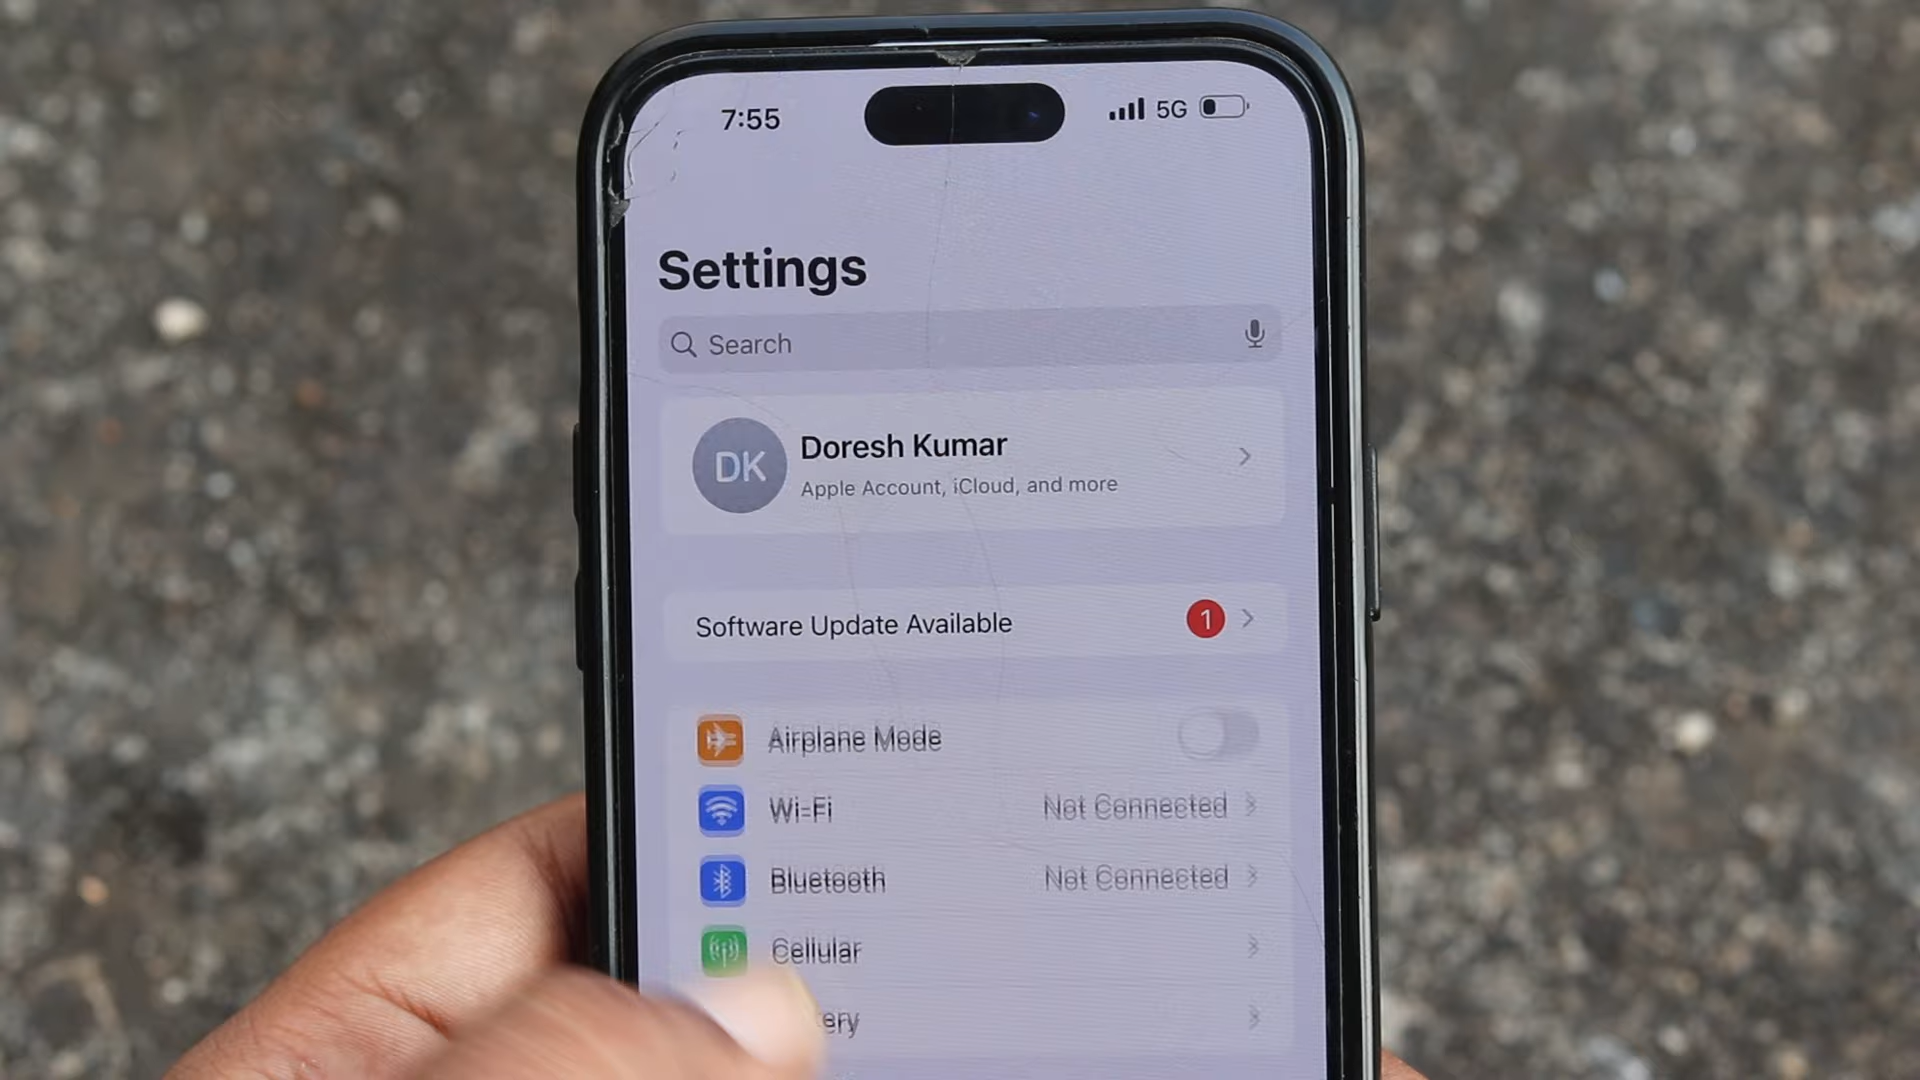 7:55 5G
Settings
Search
DK
Doresh Kumar
Apple Account, iCloud, and more
Software Update Available 1
Airplane Mode
Wi-Fi Not Connected
Bluetooth Not Connected
Cellular